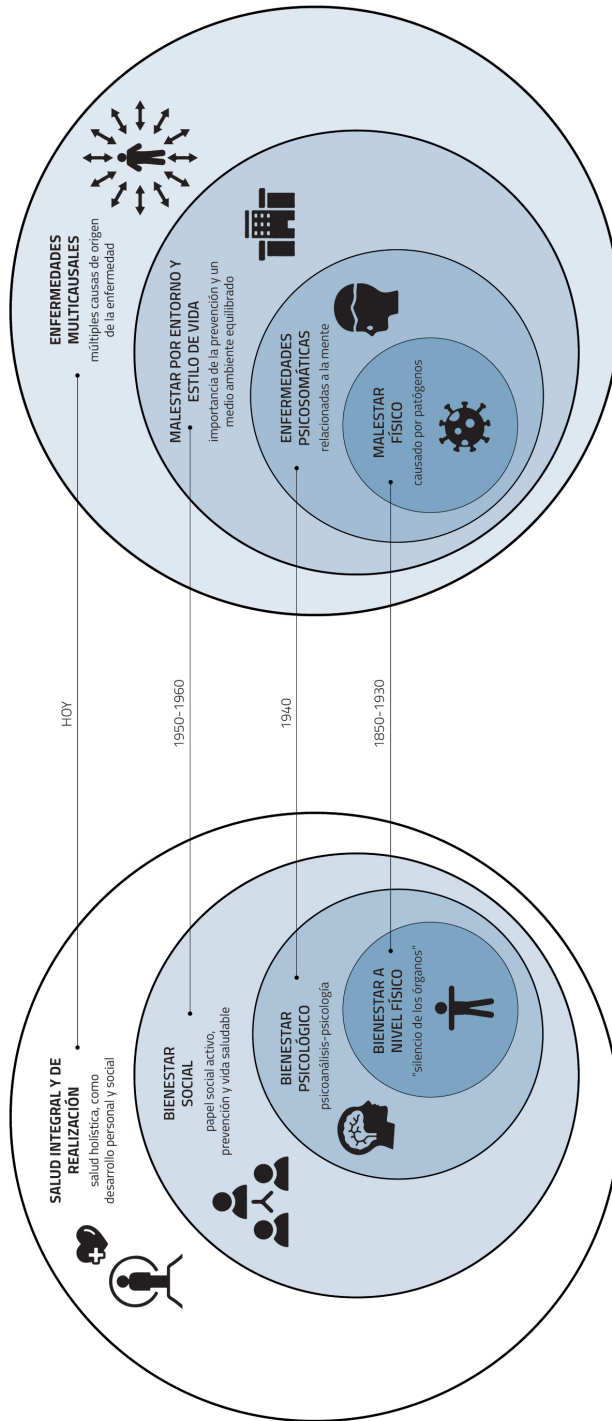 SALUD INTEGRAL Y DE
REALIZACIÓN
salud holística, como
desarrollo personal y social
BIENESTAR
SOCIAL
papel social activo,
prevención y vida saludable
BIENESTAR
PSICOLÓGICO
psicoanálisis-psicología
BIENESTAR A
NIVEL FÍSICO
"silencio de los órganos"
HOY
1950-1960
1940
1850-1930
ENFERMEDADES
MULTICAUSALES
múltiples causas de origen
de la enfermedad
MALESTAR POR ENTORNO Y
ESTILO DE VIDA
importancia de la prevención y un
medio ambiente equilibrado
ENFERMEDADES
PSICOSOMÁTICAS
relacionadas a la mente
MALESTAR
FÍSICO
causado por patógenos